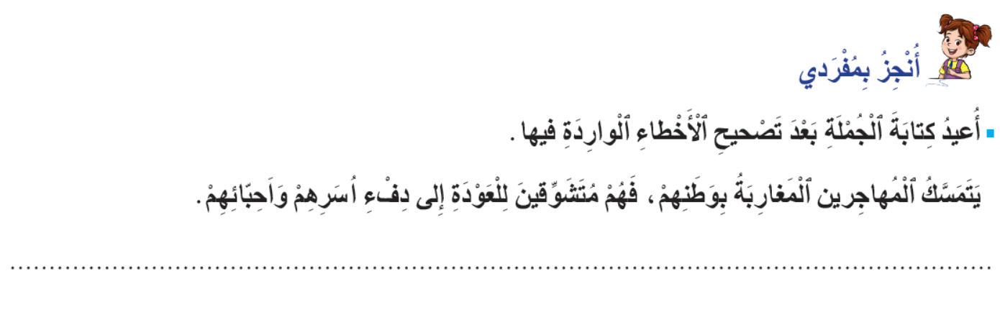 أُنْجِزُ بِمُفْرَدي
أُعيدُ كِتابَةَ ٱلْجُمْلَةِ بَعْدَ تَصْحيحِ ٱلْأَخْطاءِ ٱلْوارِدَةِ فيها .
يَتَمَسَّكُ ٱلْمُهاجِرين ٱلْمَغارِبَةُ بِوَطَنِهِمْ، فَهُمْ مُتَشَوِّقينَ لِلْعَوْدَةِ إِلى دِفْءِ اُسَرِهِمْ وَاَحِبّائِهِمْ.